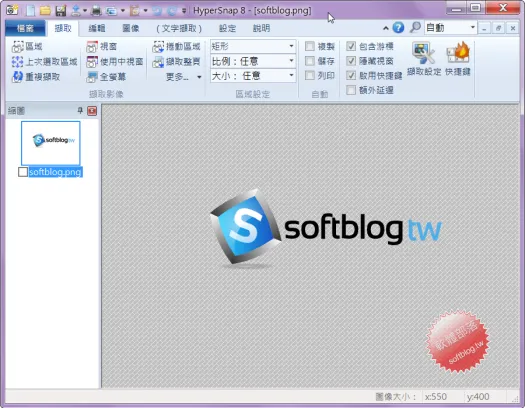 HyperSnap 8 - [softblog.png]
檔案 擷取 編輯 圖像 (文字擷取) 設定 說明 自動
區域 視窗 捲動區域 矩形 複製 包含游標
上次選取區域 使用中視窗 擷取整頁 比例：任意 儲存 隱藏視窗
重複擷取 全螢幕 更多... 大小：任意 列印 啟用快捷鍵
額外延遲
擷取設定 快捷鍵
擷取影像 區域設定 自動
縮圖
softblog tw
softblog.png
S softblog tw
軟體部落
softblog.tw
圖像大小： x:550 y:400